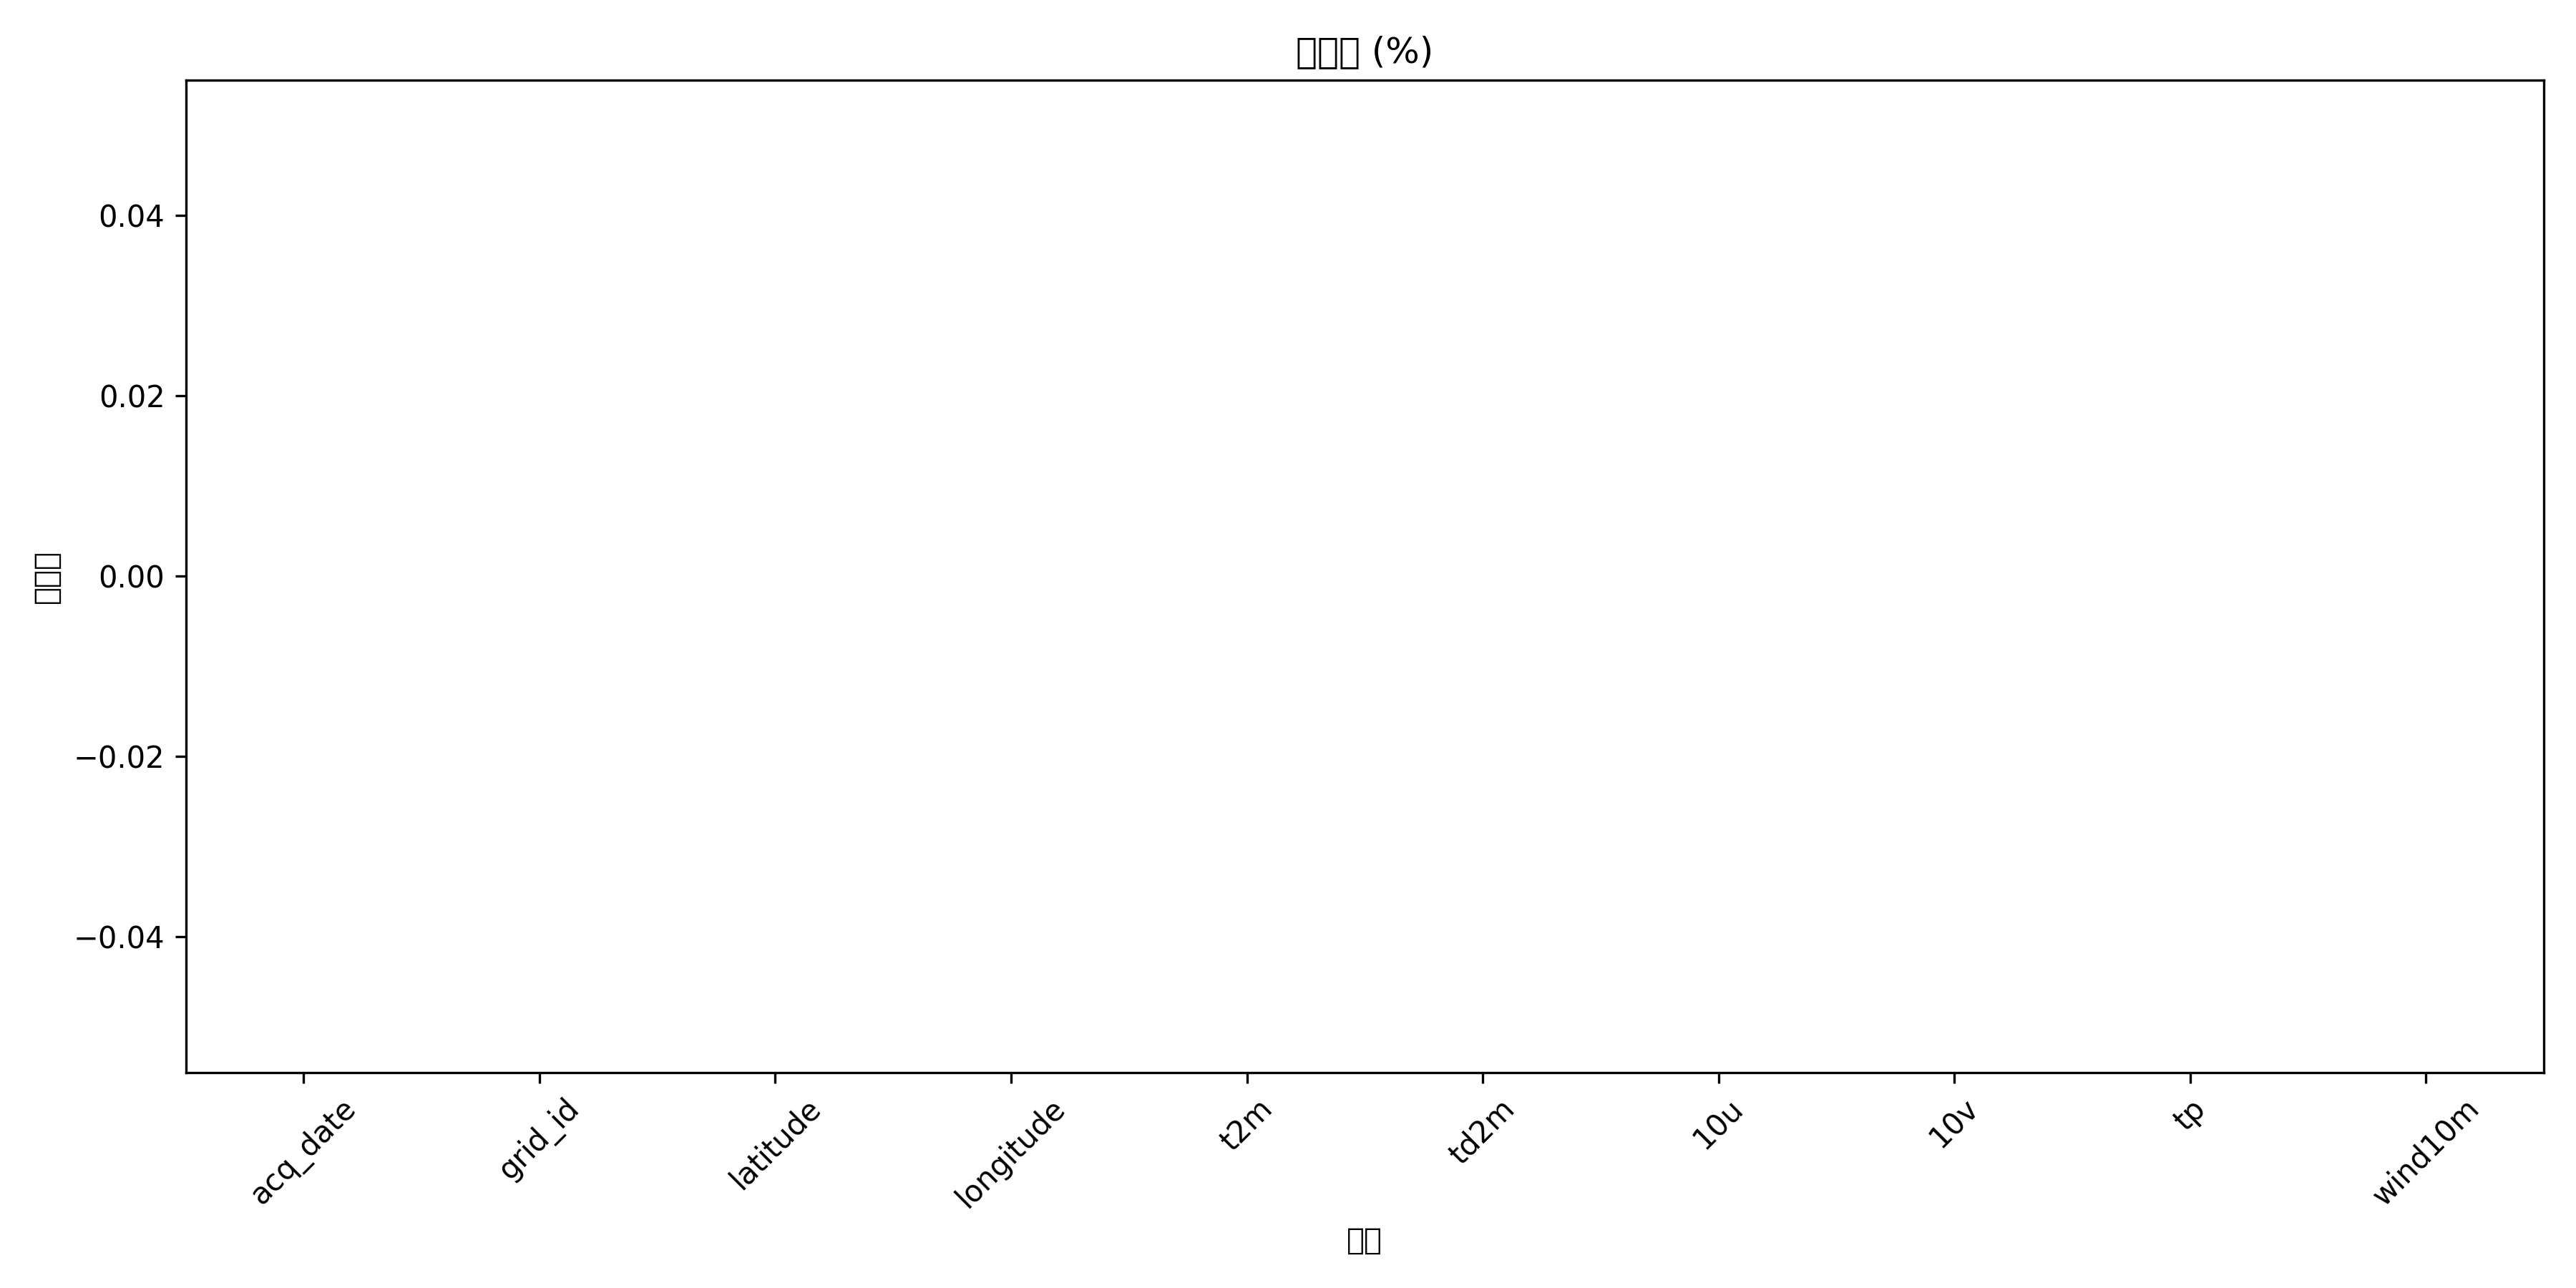 (%)
0.04
0.02
0.00
−0.02
−0.04
acq_date
grid_id
latitude
longitude
t2m
td2m
10u
10v
tp
wind10m